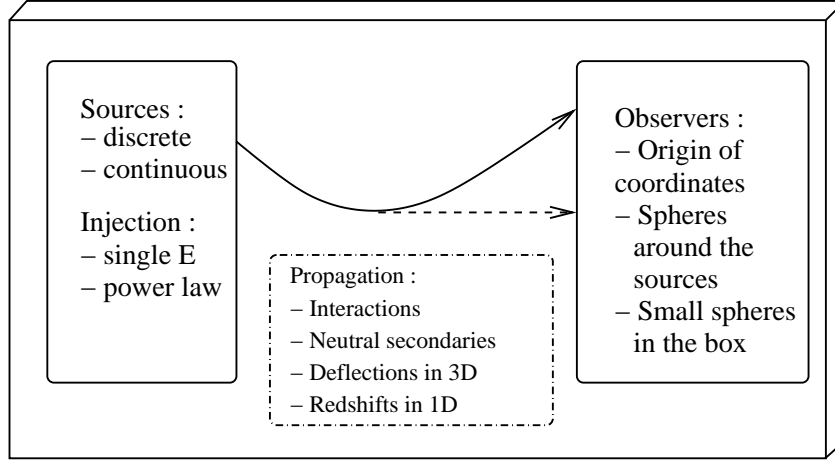 Sources :
– discrete
– continuous
Injection :
– single E
– power law
Propagation :
– Interactions
– Neutral secondaries
– Deflections in 3D
– Redshifts in 1D
Observers :
– Origin of
coordinates
– Spheres
around the
sources
– Small spheres
in the box